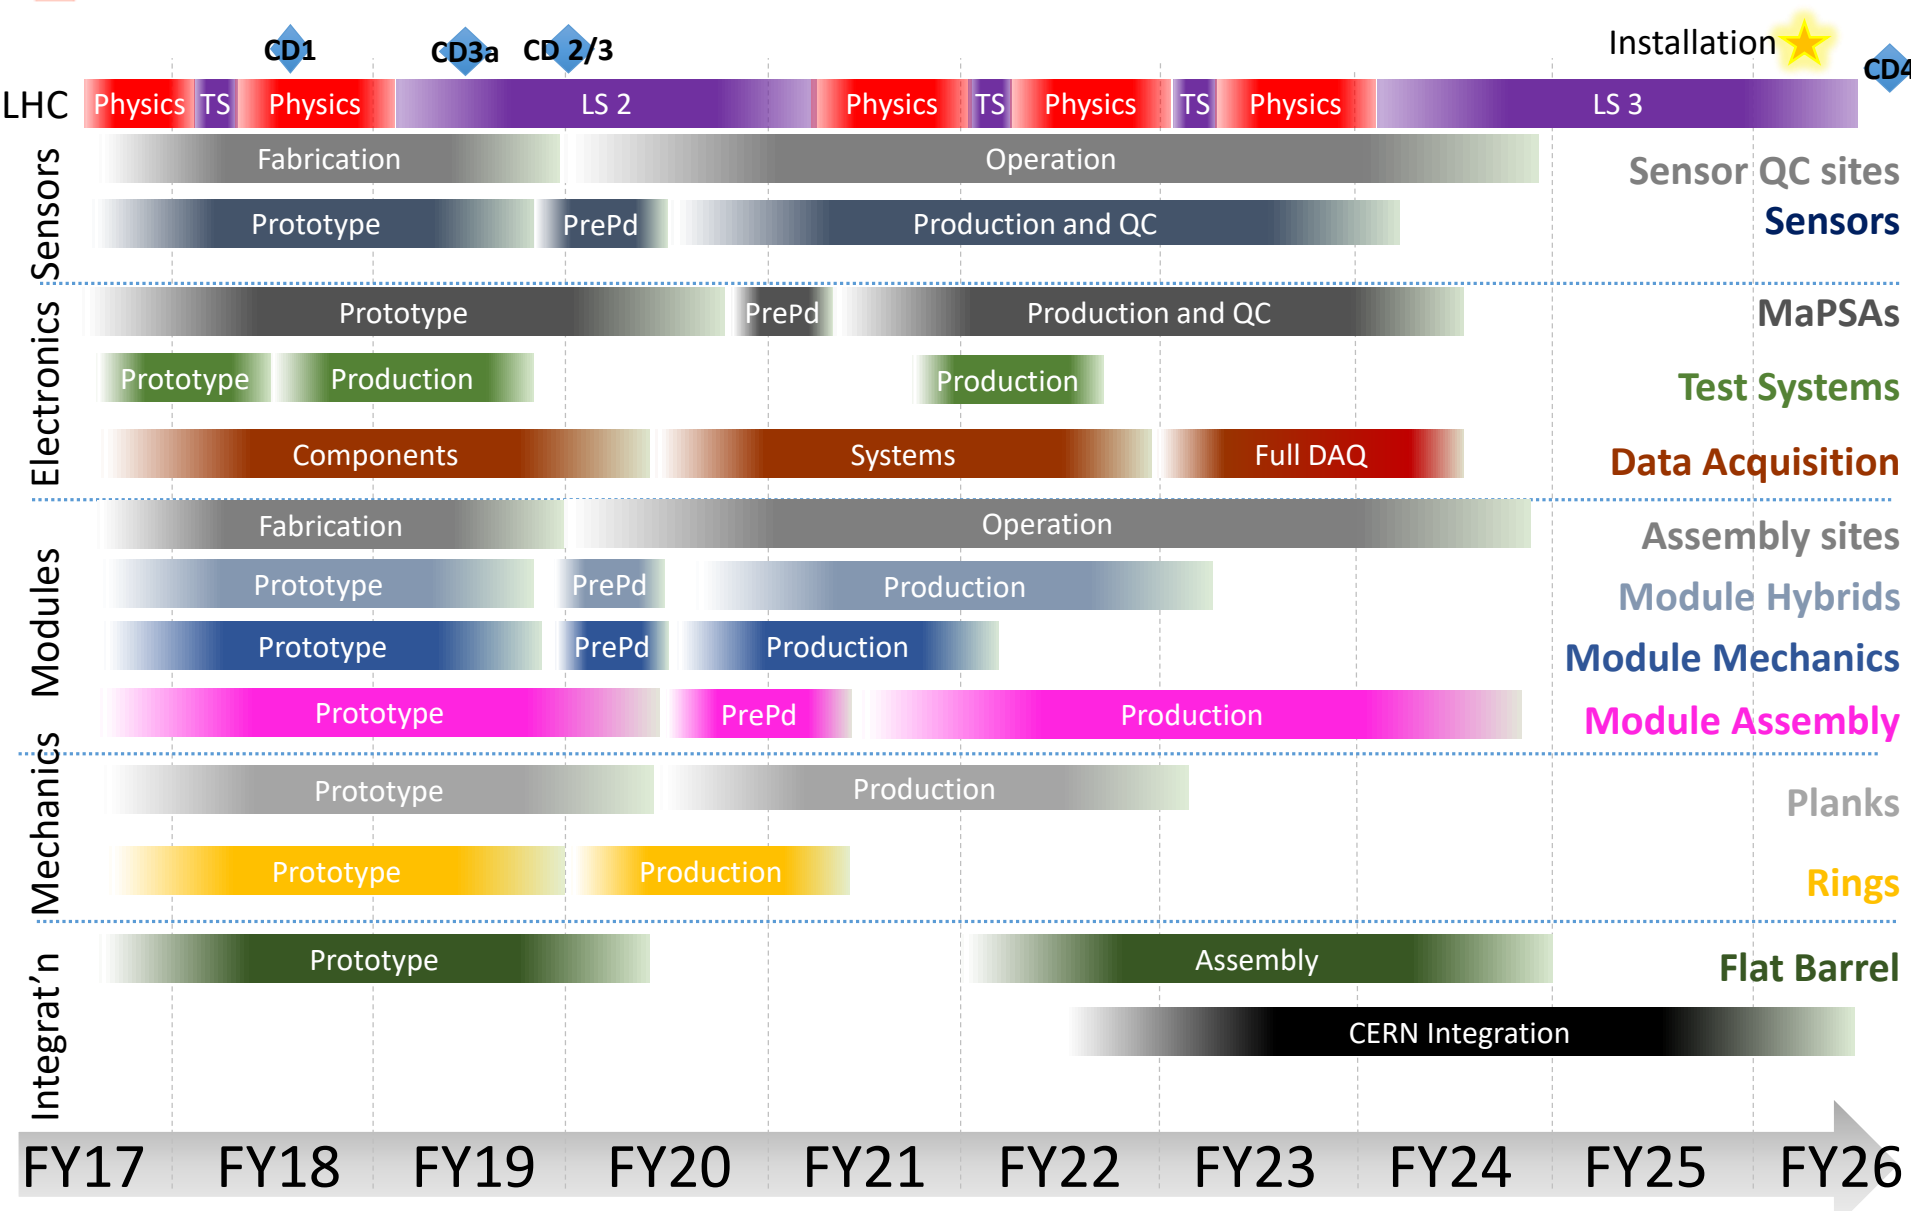 CD1 CD3a CD 2/3 Installation CD4
LHC Physics TS Physics LS 2 Physics TS Physics TS Physics LS 3
Sensors
Fabrication Operation Sensor QC sites
Prototype PrePd Production and QC Sensors
Electronics
Prototype PrePd Production and QC MaPSAs
Prototype Production Production Test Systems
Components Systems Full DAQ Data Acquisition
Modules
Fabrication Operation Assembly sites
Prototype PrePd Production Module Hybrids
Prototype PrePd Production Module Mechanics
Prototype PrePd Production Module Assembly
Mechanics
Prototype Production Planks
Prototype Production Rings
Integrat'n
Prototype Assembly Flat Barrel
CERN Integration
FY17 FY18 FY19 FY20 FY21 FY22 FY23 FY24 FY25 FY26